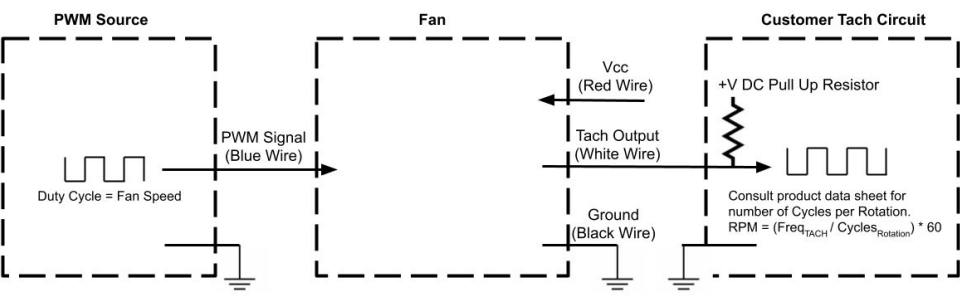 PWM Source
Fan
Customer Tach Circuit
Vcc
(Red Wire)
+V DC Pull Up Resistor
PWM Signal
(Blue Wire)
Tach Output
(White Wire)
Duty Cycle = Fan Speed
Consult product data sheet for
number of Cycles per Rotation.
RPM = (Freq_TACH / Cycles_Rotation) * 60
Ground
(Black Wire)